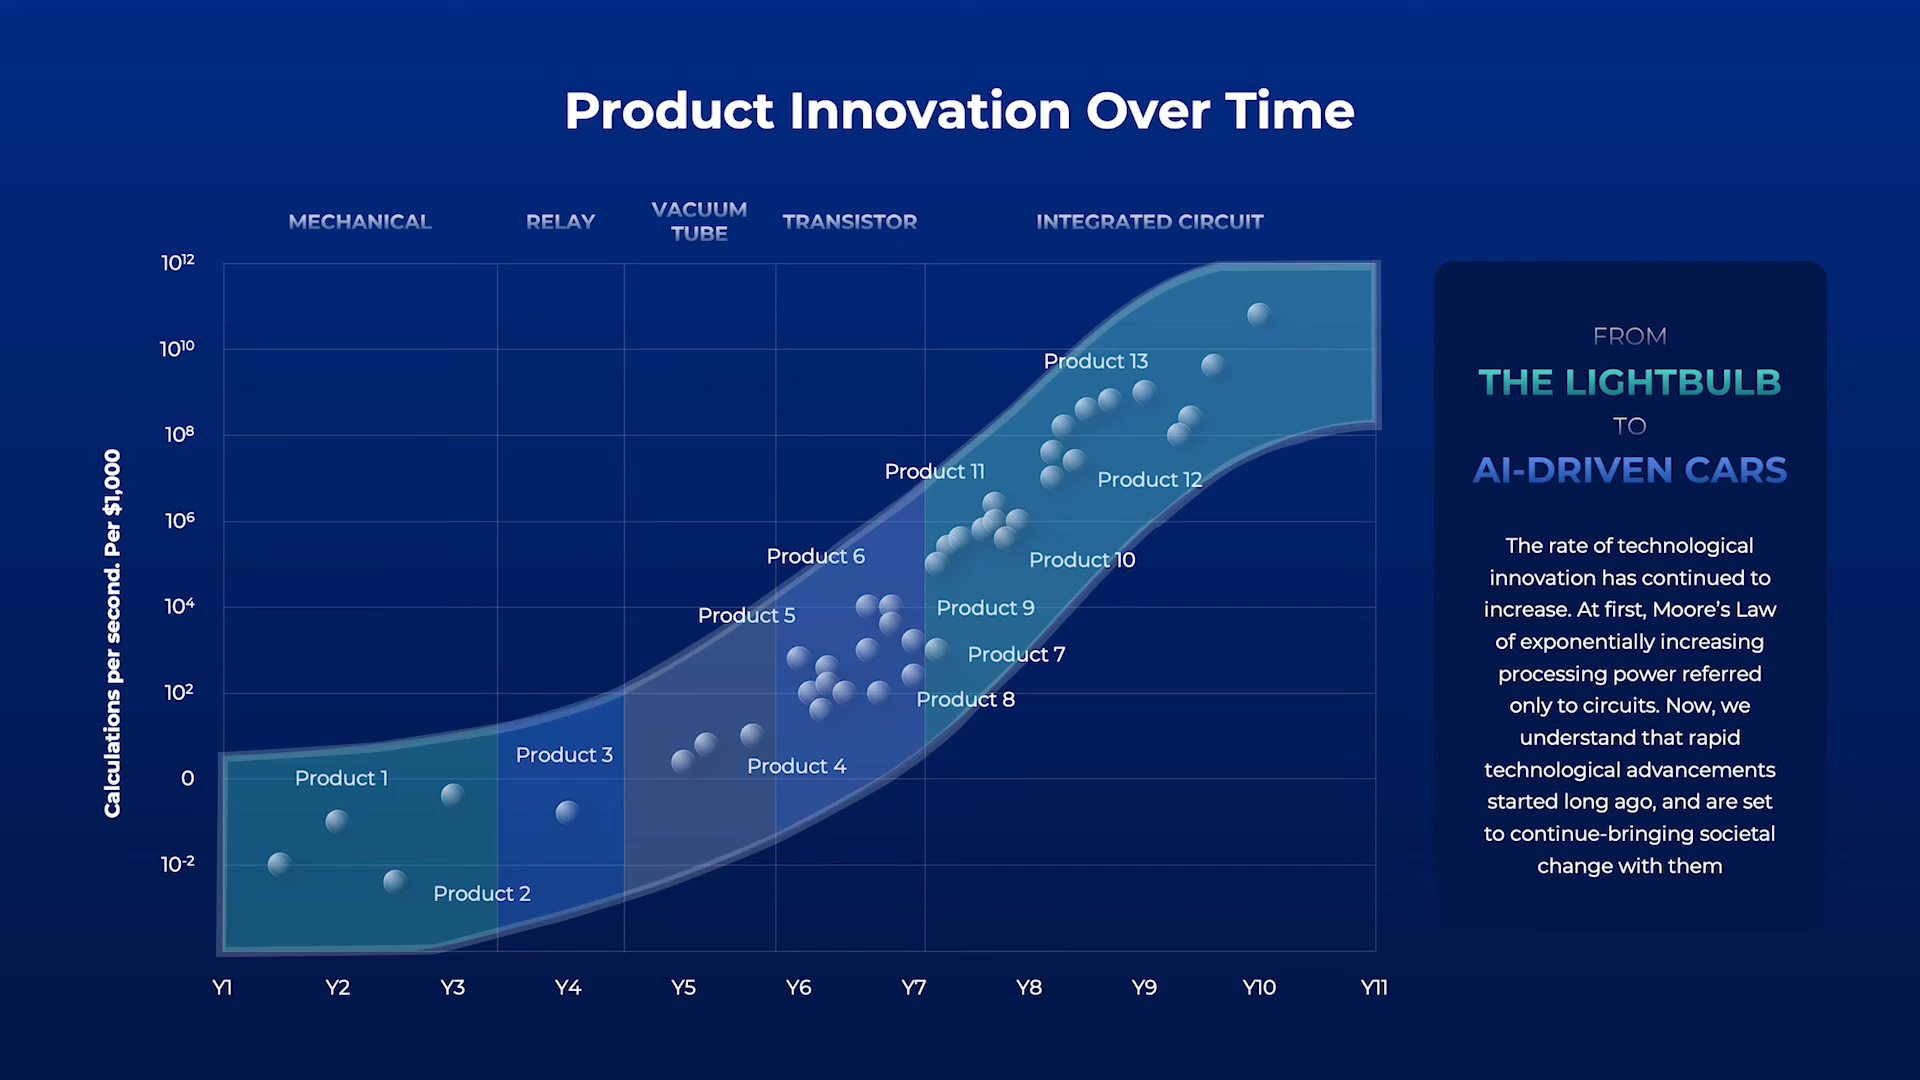 Product Innovation Over Time
MECHANICAL
RELAY
VACUUM
TUBE
TRANSISTOR
INTEGRATED CIRCUIT
Calculations per second. Per $1,000
10¹²
10¹⁰
10⁸
10⁶
10⁴
10²
0
10⁻²
Product 13
Product 11
Product 12
Product 6
Product 10
Product 5
Product 9
Product 7
Product 8
Product 3
Product 4
Product 1
Product 2
Y1
Y2
Y3
Y4
Y5
Y6
Y7
Y8
Y9
Y10
Y11
FROM
THE LIGHTBULB
TO
AI-DRIVEN CARS
The rate of technological
innovation has continued to
increase. At first, Moore’s Law
of exponentially increasing
processing power referred
only to circuits. Now, we
understand that rapid
technological advancements
started long ago, and are set
to continue-bringing societal
change with them